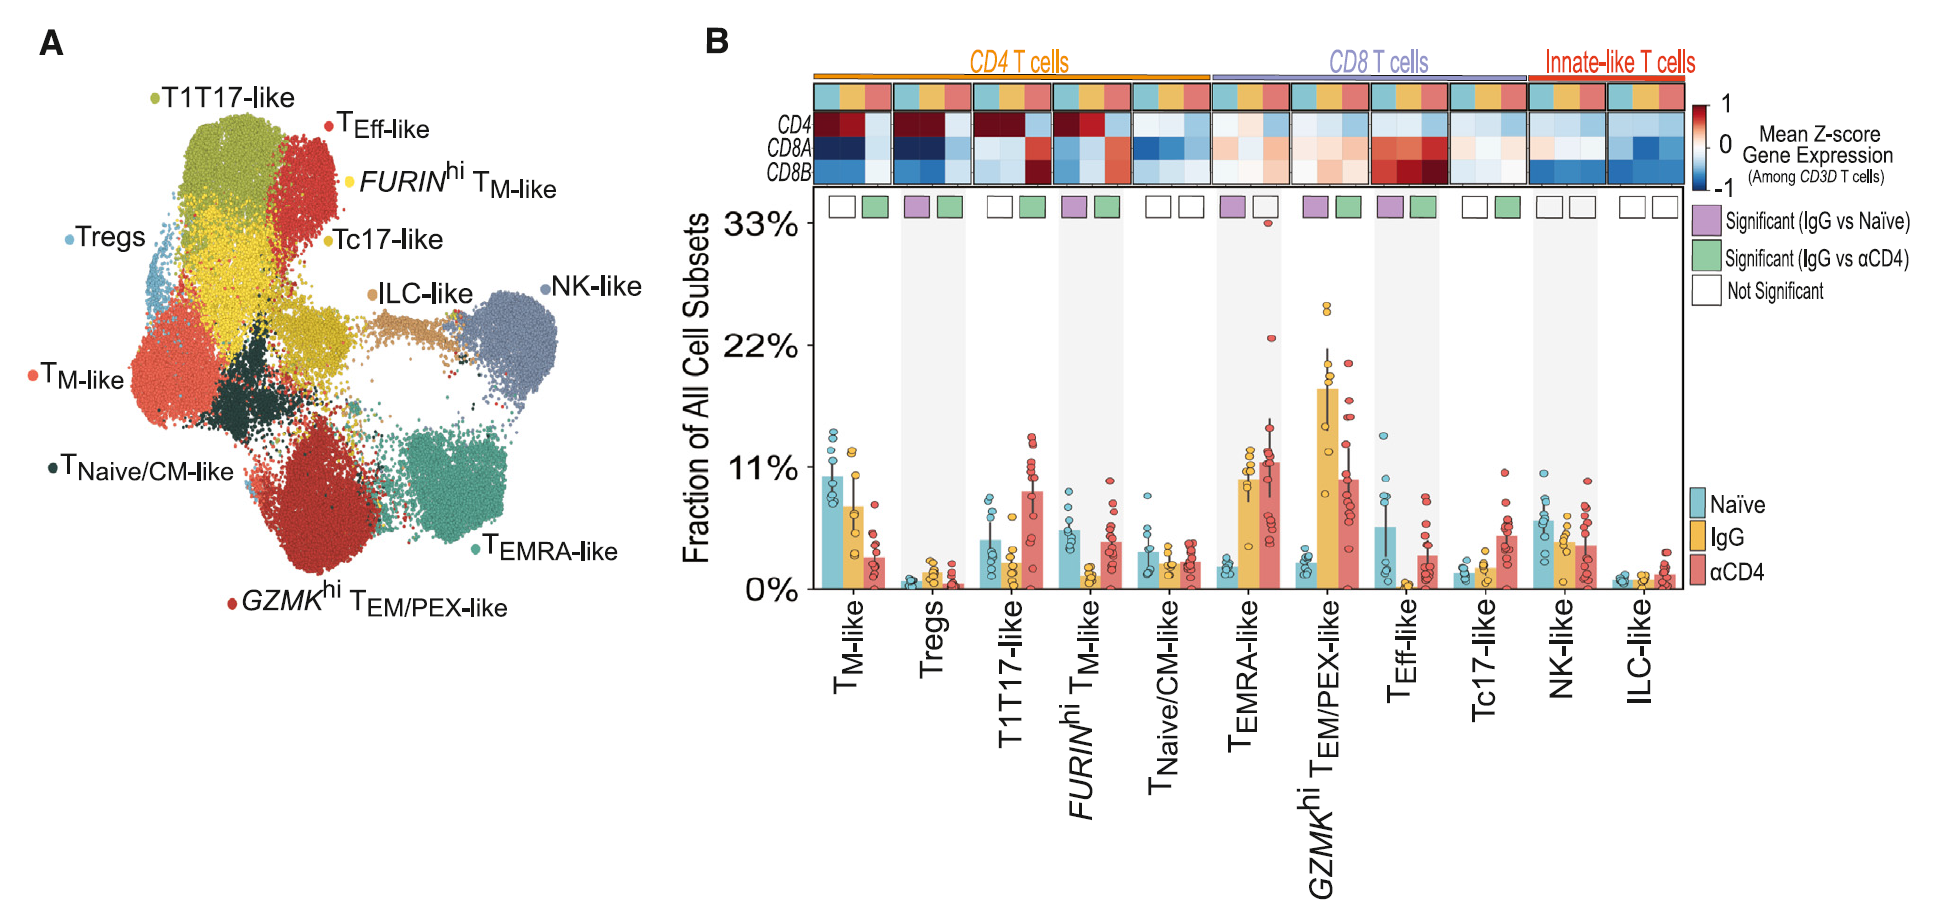 A
T1T17-like
TEff-like
FURINhi TM-like
Tregs
Tc17-like
ILC-like
NK-like
TM-like
TNaive/CM-like
TEMRA-like
GZMKhi TEM/PEX-like
B
CD4 T cells
CD8 T cells
Innate-like T cells
CD4
CD8A
CD8B
1
0
-1
Mean Z-score
Gene Expression
(Among CD3D T cells)
Significant (IgG vs Naïve)
Significant (IgG vs αCD4)
Not Significant
Fraction of All Cell Subsets
33%
22%
11%
0%
Naïve
IgG
αCD4
TM-like
Tregs
T1T17-like
FURINhi TM-like
TNaive/CM-like
TEMRA-like
GZMKhi TEM/PEX-like
TEff-like
Tc17-like
NK-like
ILC-like